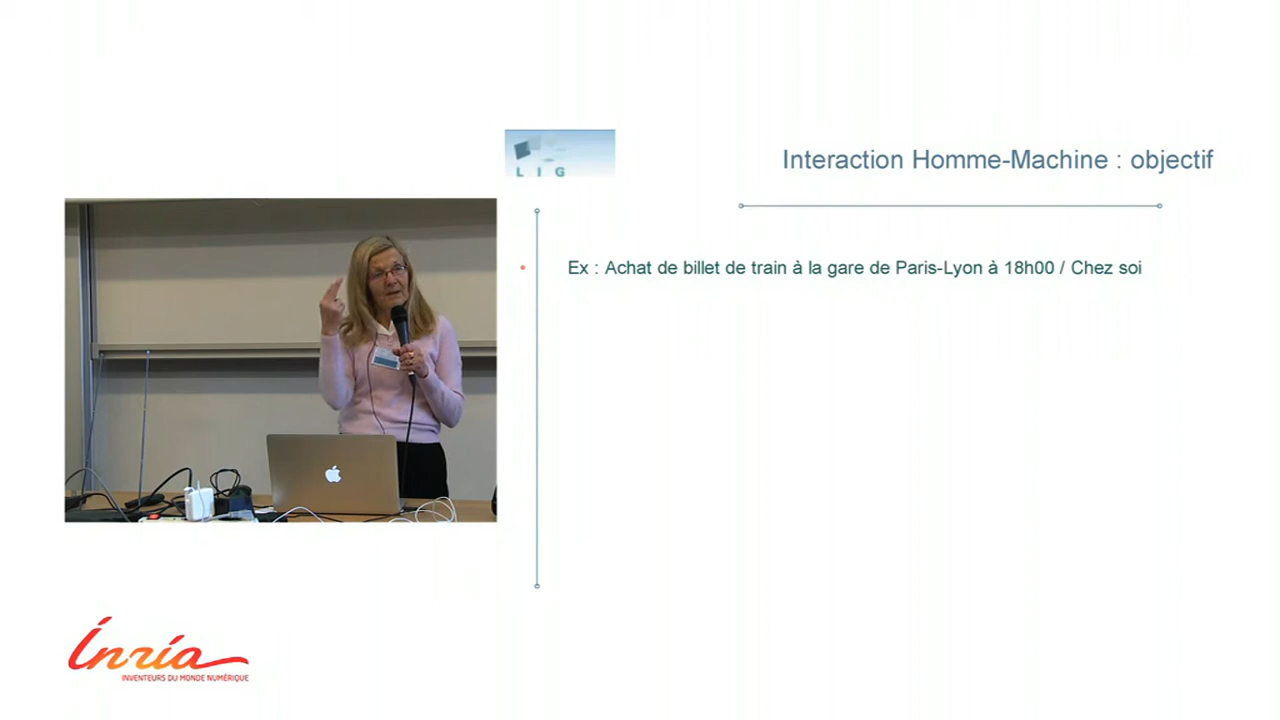 L I G
Interaction Homme-Machine : objectif
• Ex : Achat de billet de train à la gare de Paris-Lyon à 18h00 / Chez soi
inria
INVENTEURS DU MONDE NUMÉRIQUE